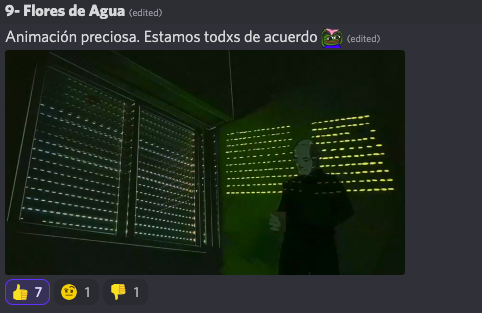 9- Flores de Agua (edited)
Animación preciosa. Estamos todxs de acuerdo (edited)
7 1 1